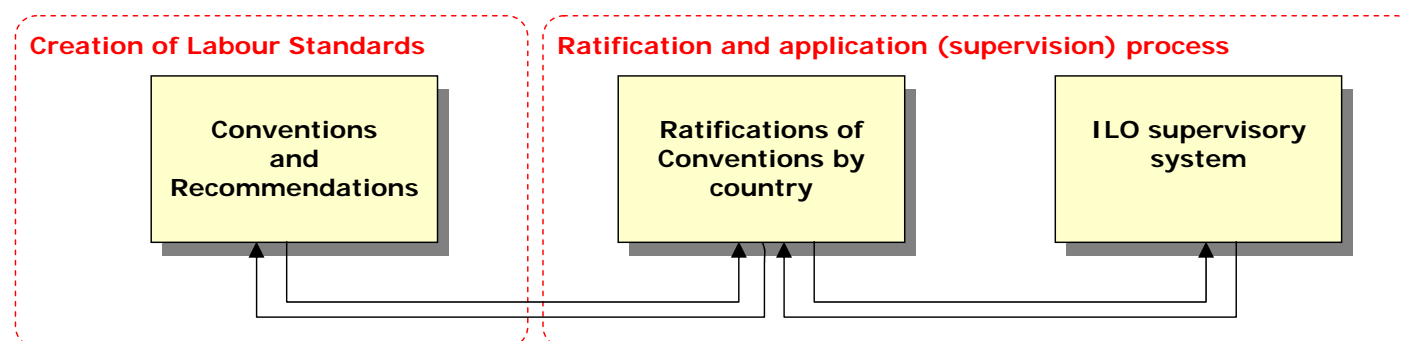 Creation of Labour Standards
Ratification and application (supervision) process
Conventions
and
Recommendations
Ratifications of
Conventions by
country
ILO supervisory
system